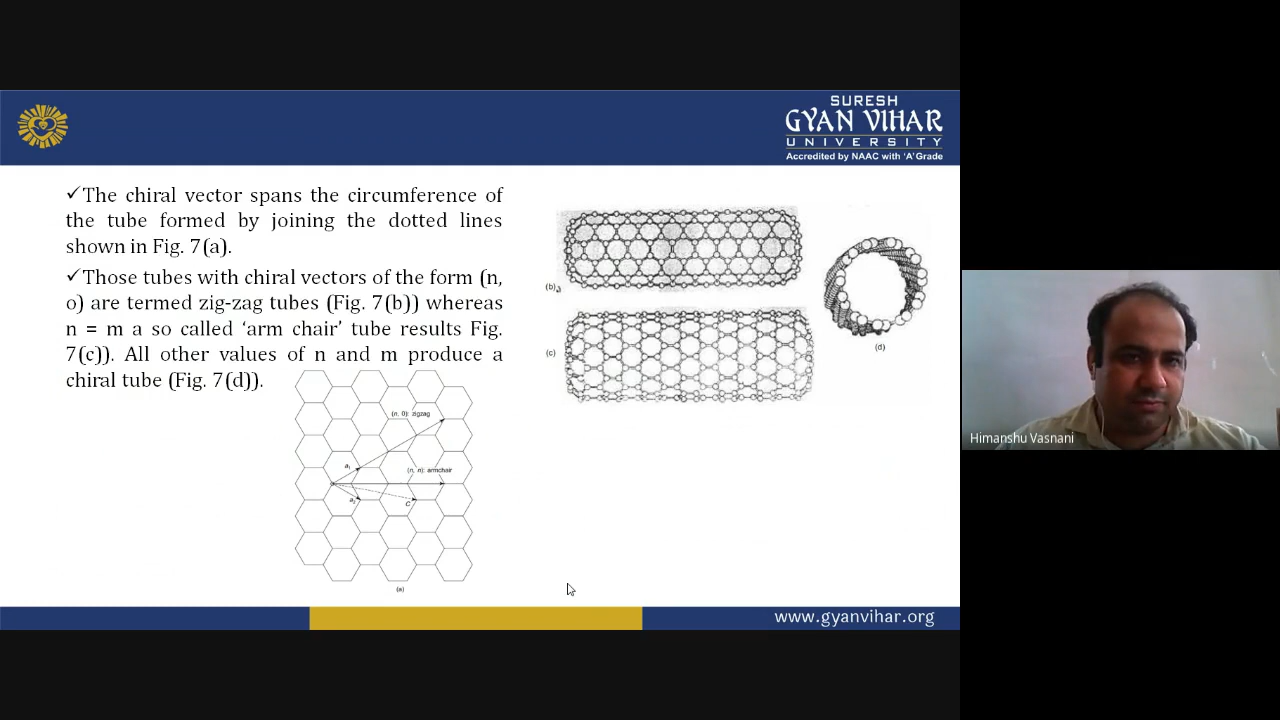 SURESH
GYAN VIHAR
UNIVERSITY
Accredited by NAAC with 'A' Grade
✓The chiral vector spans the circumference of
the tube formed by joining the dotted lines
shown in Fig. 7(a).
✓Those tubes with chiral vectors of the form (n,
o) are termed zig-zag tubes (Fig. 7(b)) whereas
n = m a so called 'arm chair' tube results Fig.
7(c)). All other values of n and m produce a
chiral tube (Fig. 7(d)).
(n, 0): zigzag
a1
(n, n): armchair
a2
C
(a)
(b)
(c)
(d)
Himanshu Vasnani
www.gyanvihar.org